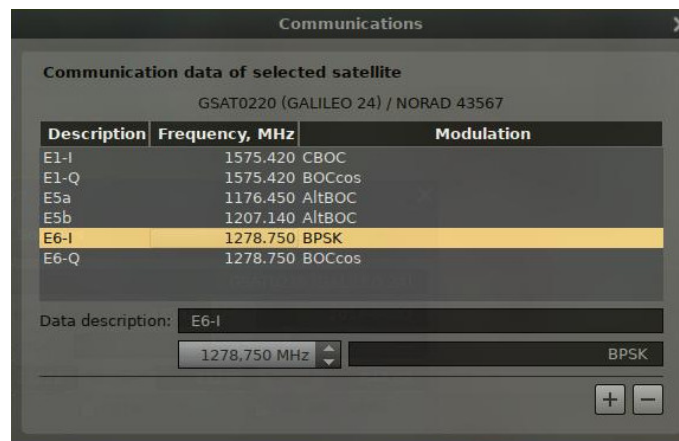 Communications
Communication data of selected satellite
GSAT0220 (GALILEO 24) / NORAD 43567
Description Frequency, MHz Modulation
E1-I 1575.420 CBOC
E1-Q 1575.420 BOCcos
E5a 1176.450 AltBOC
E5b 1207.140 AltBOC
E6-I 1278.750 BPSK
E6-Q 1278.750 BOCcos
Data description: E6-I
1278,750 MHz BPSK